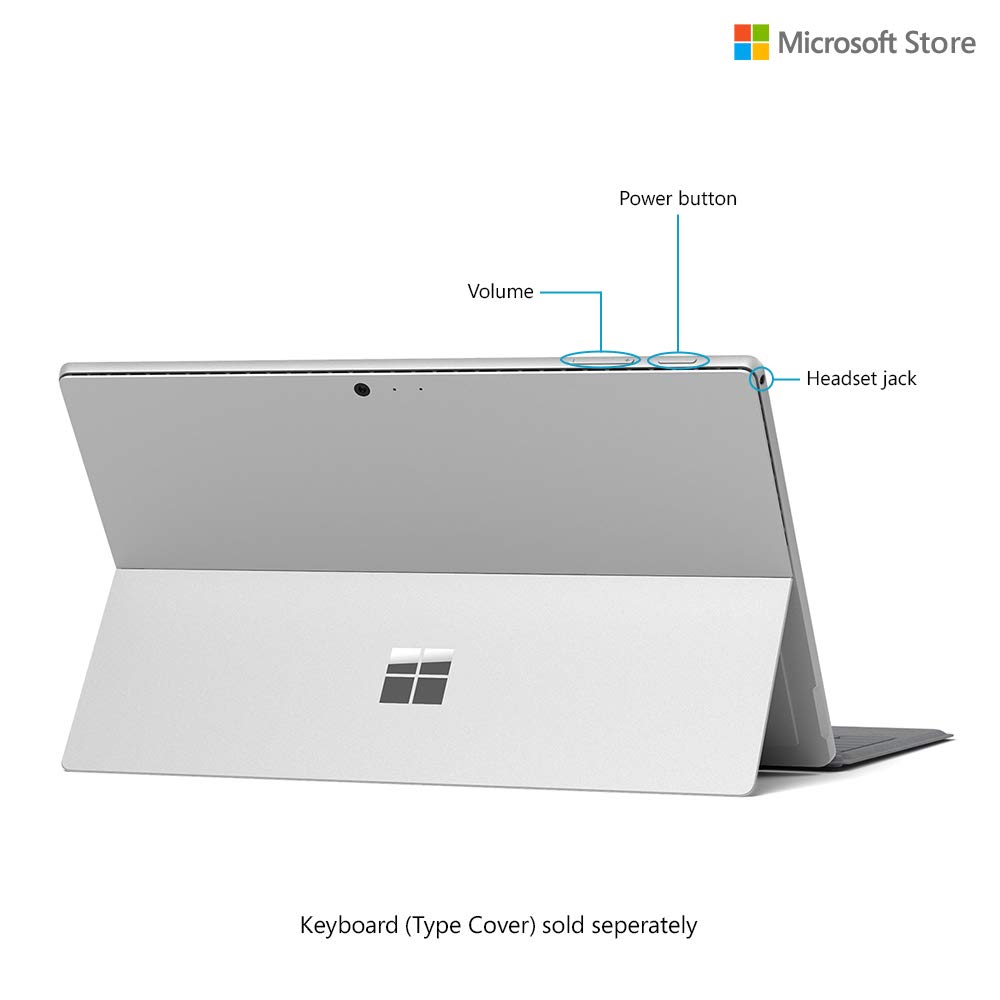 Microsoft Store
Power button
Volume
Headset jack
Keyboard (Type Cover) sold seperately